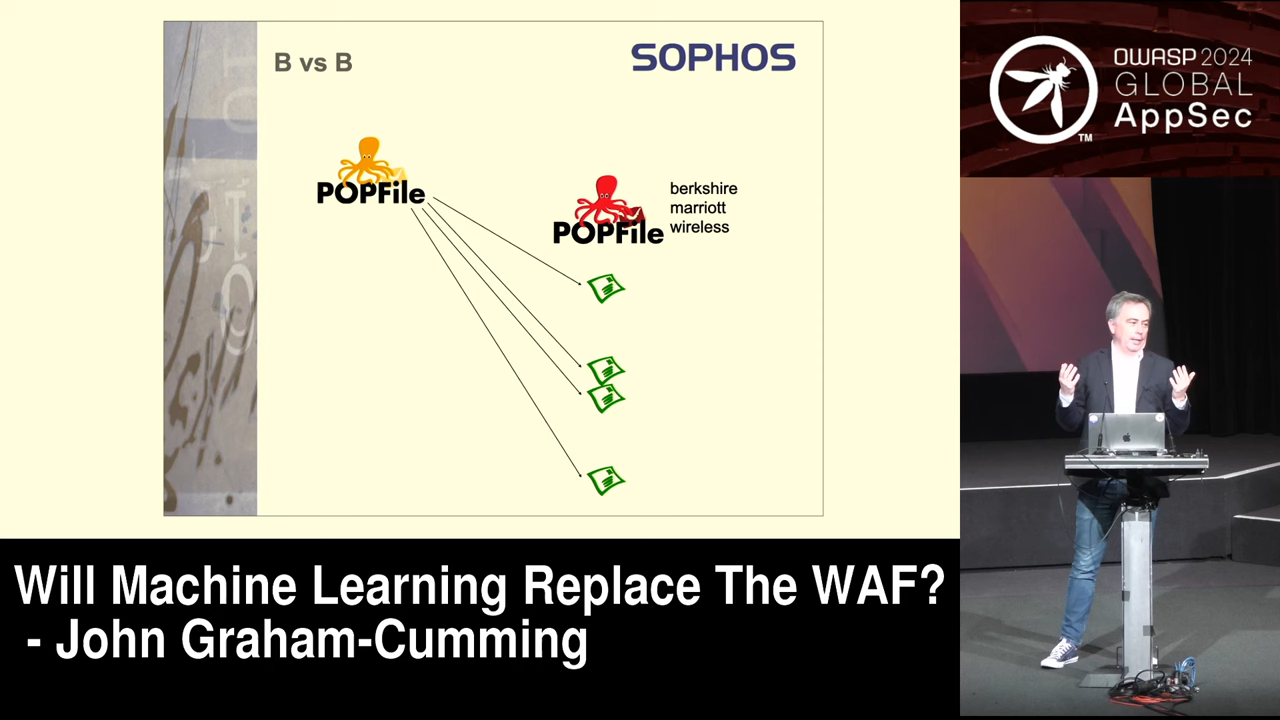 B vs B
SOPHOS
POPFile
POPFile
berkshire
marriott
wireless
OWASP 2024
GLOBAL
AppSec
TM
Will Machine Learning Replace The WAF?
- John Graham-Cumming